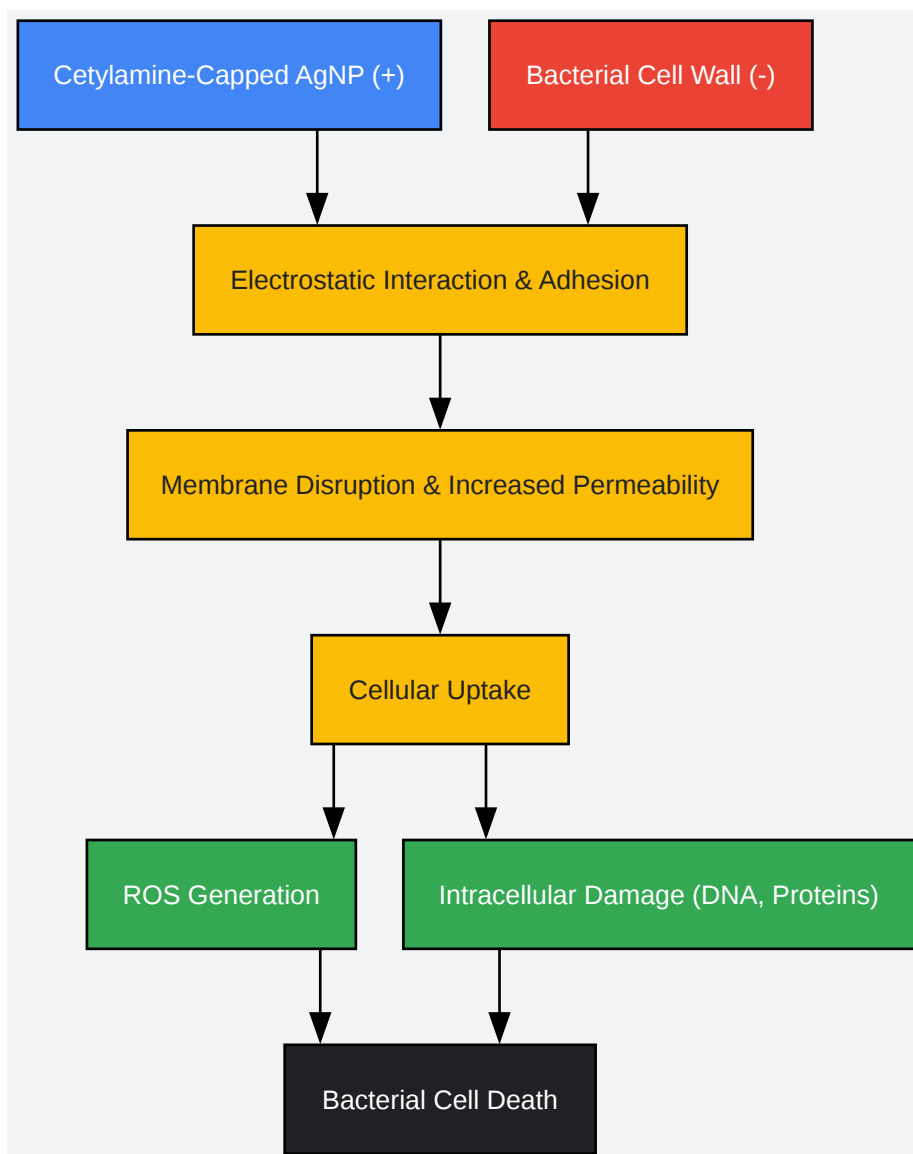 Cetylamine-Capped AgNP (+)
Bacterial Cell Wall (-)
Electrostatic Interaction & Adhesion
Membrane Disruption & Increased Permeability
Cellular Uptake
ROS Generation
Intracellular Damage (DNA, Proteins)
Bacterial Cell Death